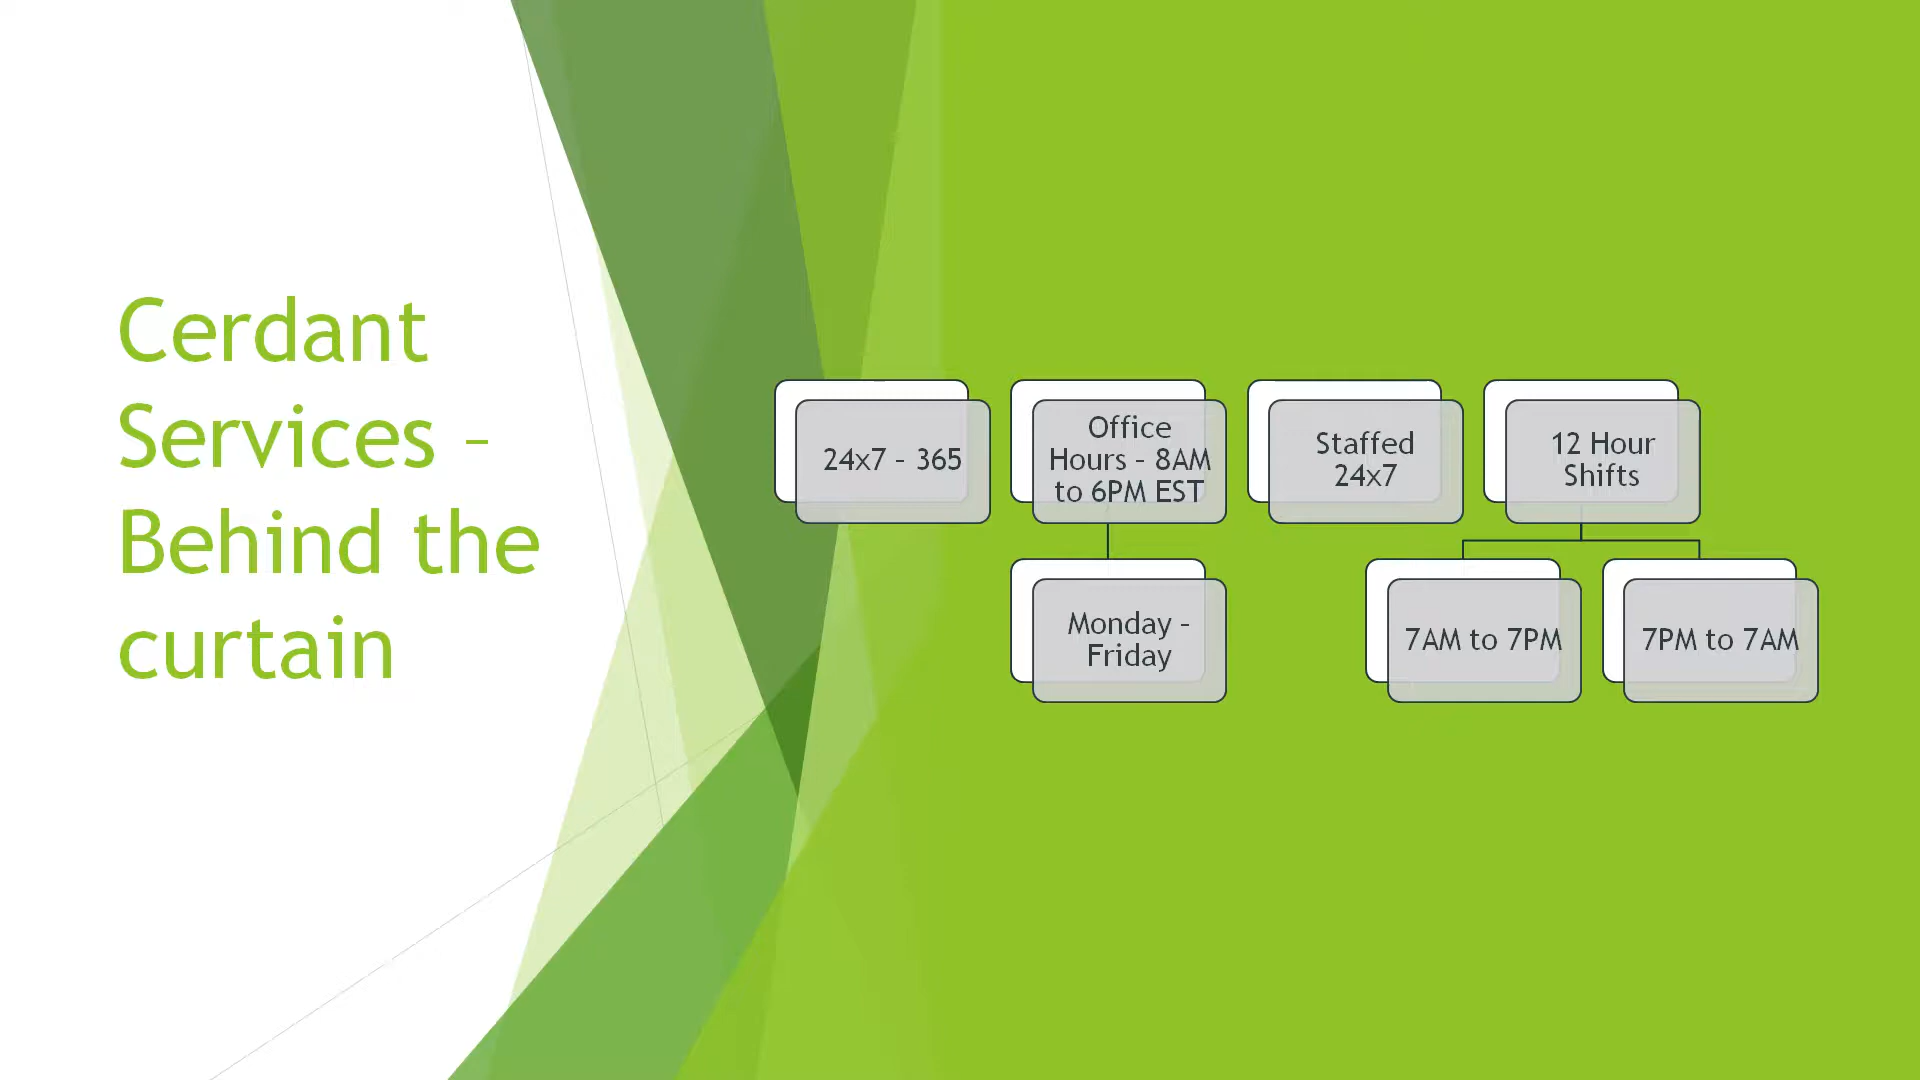 Cerdant
Services –
Behind the
curtain
24x7 – 365
Office
Hours – 8AM
to 6PM EST
Monday –
Friday
Staffed
24x7
12 Hour
Shifts
7AM to 7PM
7PM to 7AM